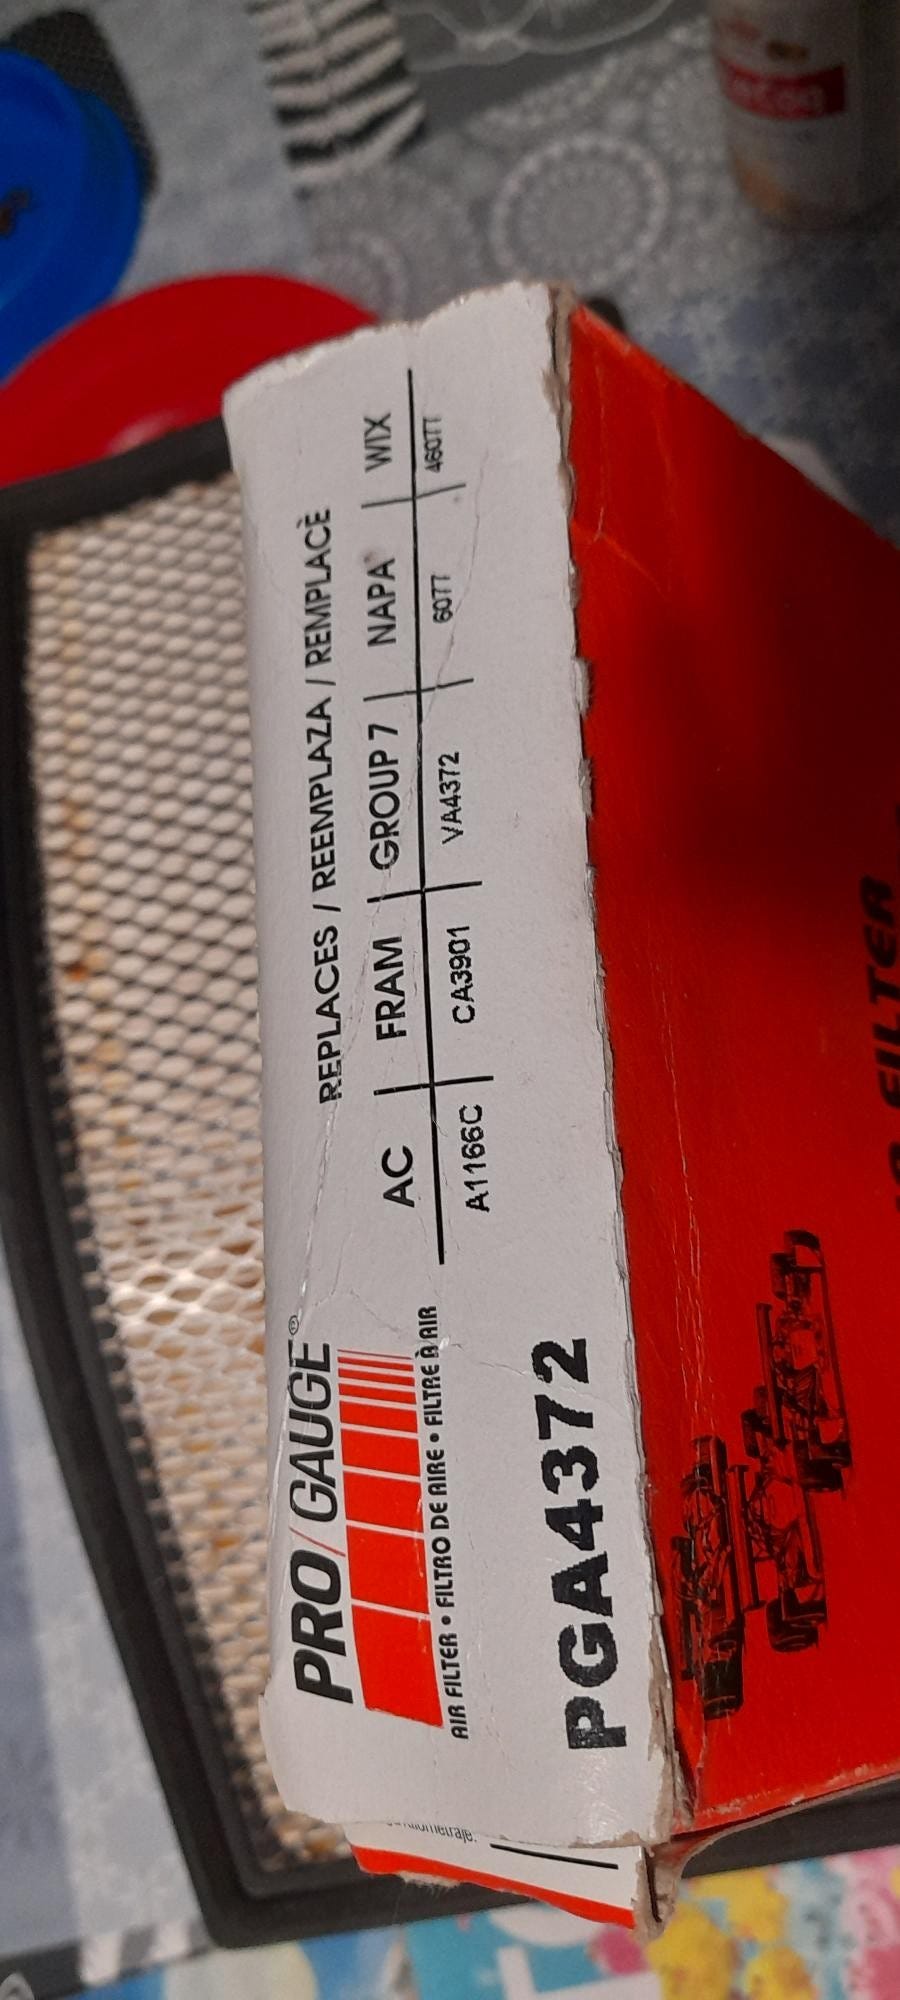 PRO/GAUGE®
AIR FILTER • FILTRO DE AIRE • FILTRE À AIR
PGA4372
REPLACES / REEMPLAZA / REMPLACÈ
AC | FRAM | GROUP 7 | NAPA® | WIX
A1166C | CA3901 | VA4372 | 6077 | 46077
FILTER